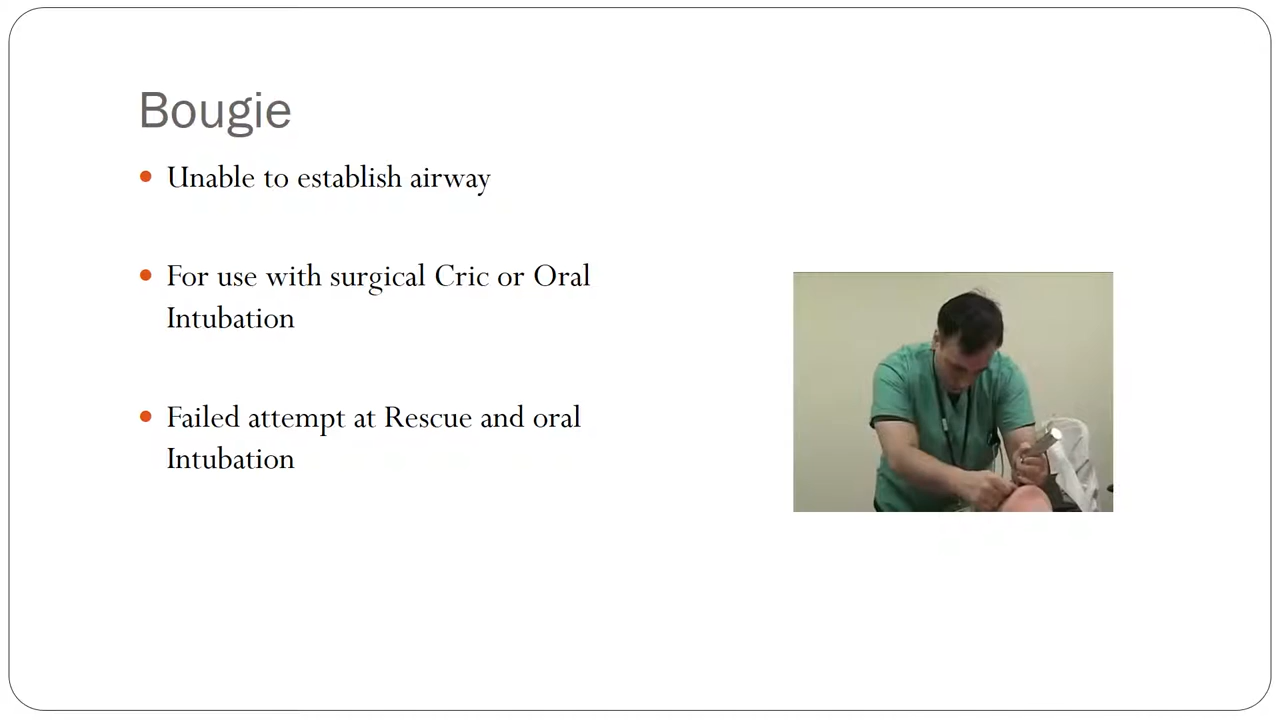 Bougie
Unable to establish airway
For use with surgical Cric or Oral
Intubation
Failed attempt at Rescue and oral
Intubation